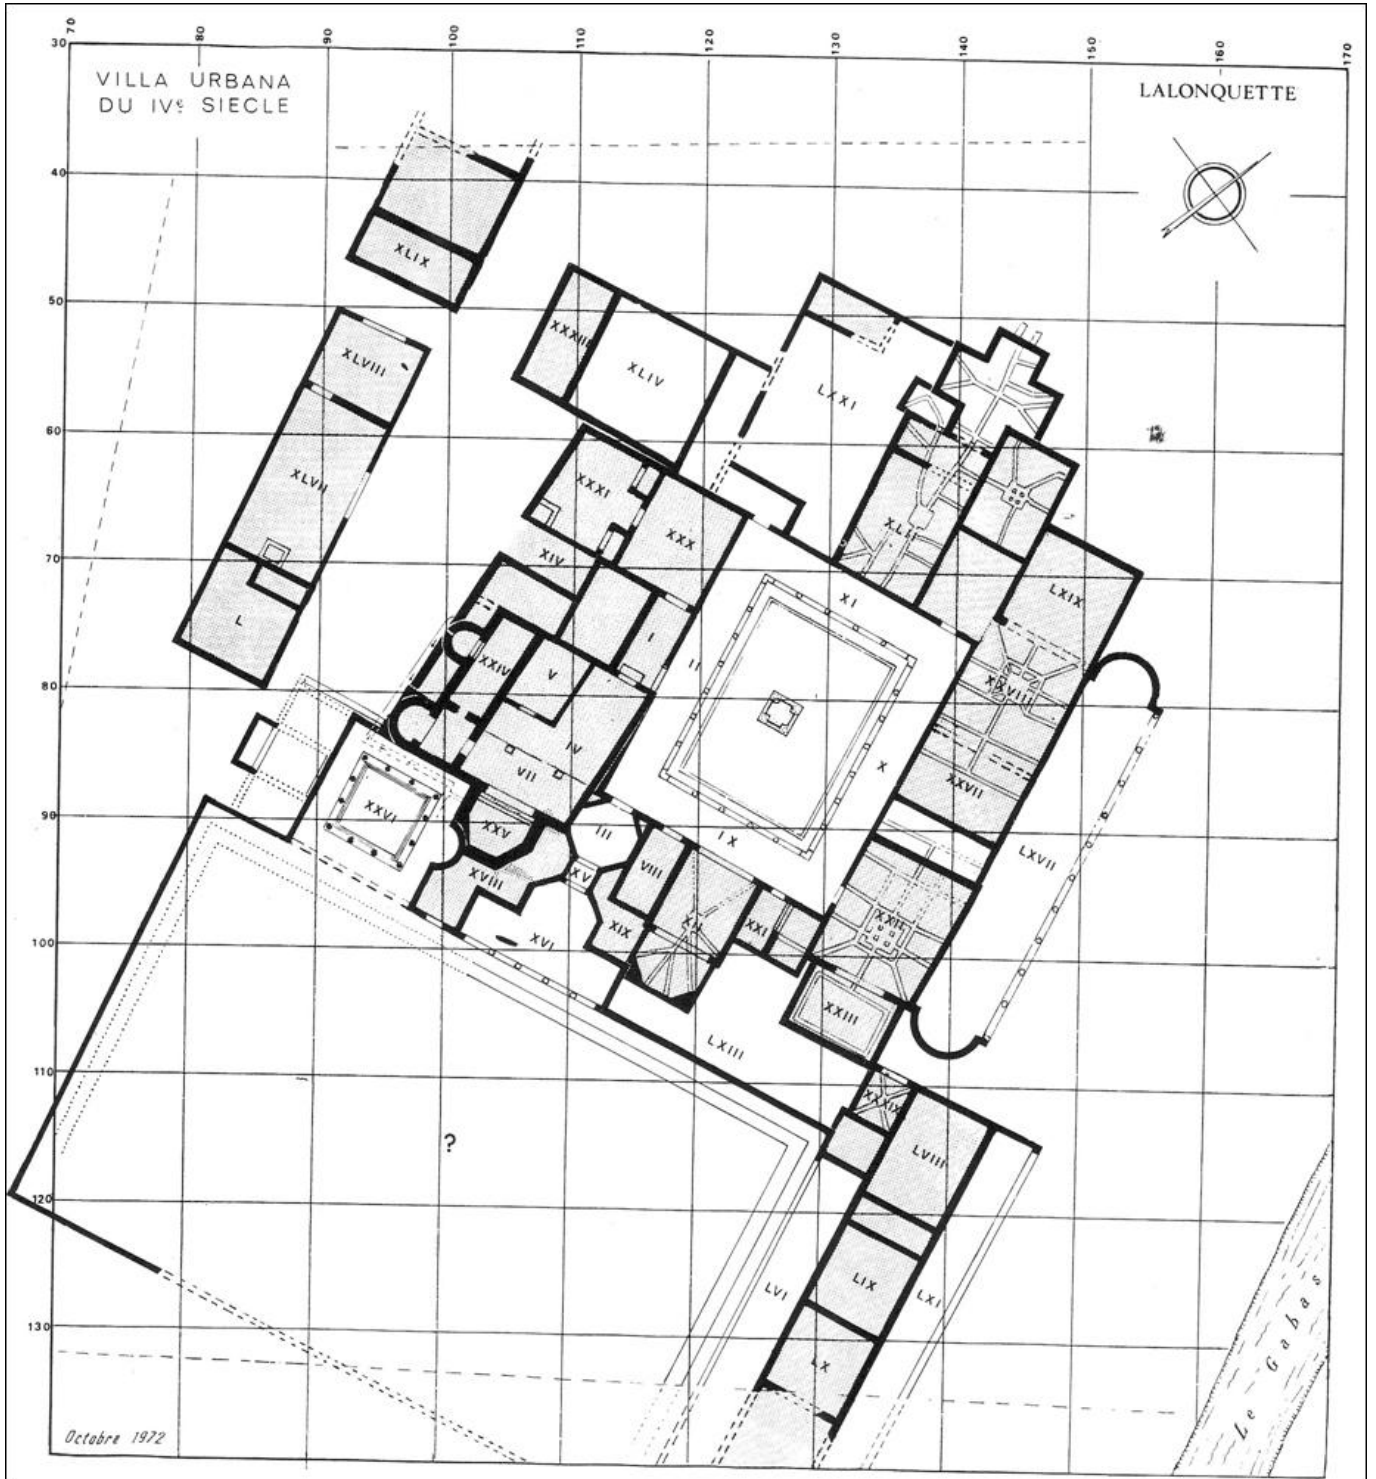 70 80 90 100 110 120 130 140 150 160 170
30
VILLA URBANA
DU IVᵉ SIECLE
LALONQUETTE
40
XLIX
50
XLVIII
XXXIII
XLIV
LXXI
60
XLVII
XXXI
XXX
70
XIV
XI
LXIX
L
I
II
XXIV
V
80
XXVIII
IV
VII
X
XXVII
90
XXVI
XXV
III
IX
VIII
LXVII
XVIII
XV
XXII
XIX
XXI
100
XVI
XXIII
LXIII
110
XXXIX
?
LVIII
120
LIX
LVI
LXI
130
LX
Le Gabas
Octobre 1972